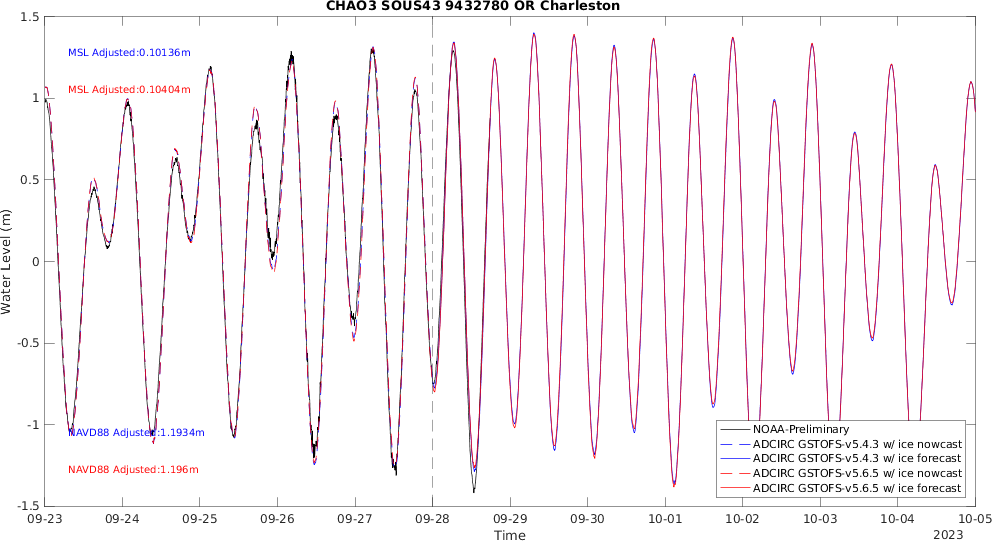 CHAO3 SOUS43 9432780 OR Charleston
1.5
1
0.5
0
-0.5
-1
-1.5
Water Level (m)
MSL Adjusted:0.10136m
MSL Adjusted:0.10404m
NAVD88 Adjusted:1.1934m
NAVD88 Adjusted:1.196m
NOAA-Preliminary
ADCIRC GSTOFS-v5.4.3 w/ ice nowcast
ADCIRC GSTOFS-v5.4.3 w/ ice forecast
ADCIRC GSTOFS-v5.6.5 w/ ice nowcast
ADCIRC GSTOFS-v5.6.5 w/ ice forecast
09-23 09-24 09-25 09-26 09-27 09-28 09-29 09-30 10-01 10-02 10-03 10-04 10-05
Time
2023